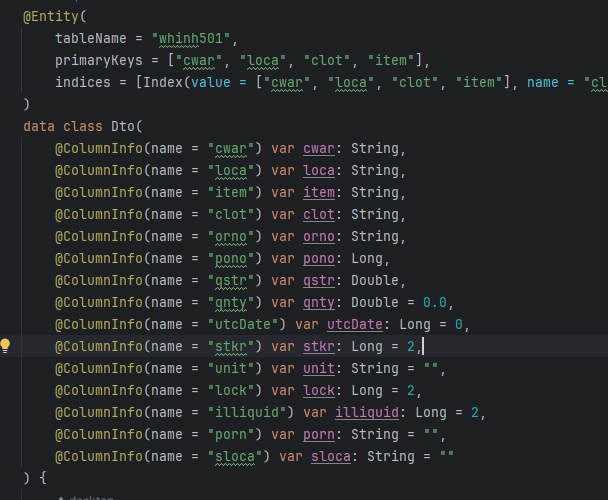 @Entity(
    tableName = "whinh501",
    primaryKeys = ["cwar", "loca", "clot", "item"],
    indices = [Index(value = ["cwar", "loca", "clot", "item"], name = "cl
)
data class Dto(
    @ColumnInfo(name = "cwar") var cwar: String,
    @ColumnInfo(name = "loca") var loca: String,
    @ColumnInfo(name = "item") var item: String,
    @ColumnInfo(name = "clot") var clot: String,
    @ColumnInfo(name = "orno") var orno: String,
    @ColumnInfo(name = "pono") var pono: Long,
    @ColumnInfo(name = "qstr") var qstr: Double,
    @ColumnInfo(name = "qnty") var qnty: Double = 0.0,
    @ColumnInfo(name = "utcDate") var utcDate: Long = 0,
    @ColumnInfo(name = "stkr") var stkr: Long = 2,
    @ColumnInfo(name = "unit") var unit: String = "",
    @ColumnInfo(name = "lock") var lock: Long = 2,
    @ColumnInfo(name = "illiquid") var illiquid: Long = 2,
    @ColumnInfo(name = "porn") var porn: String = "",
    @ColumnInfo(name = "sloca") var sloca: String = ""
) {